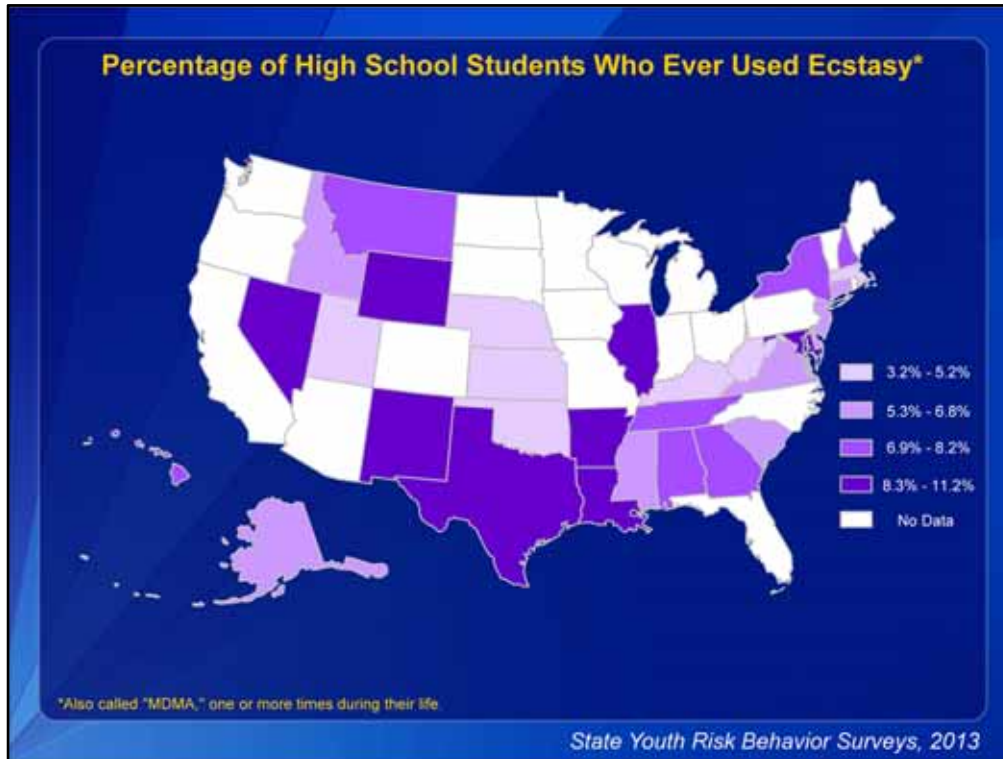 Percentage of High School Students Who Ever Used Ecstasy*
3.2% - 5.2%
5.3% - 6.8%
6.9% - 8.2%
8.3% - 11.2%
No Data
*Also called "MDMA," one or more times during their life.
State Youth Risk Behavior Surveys, 2013